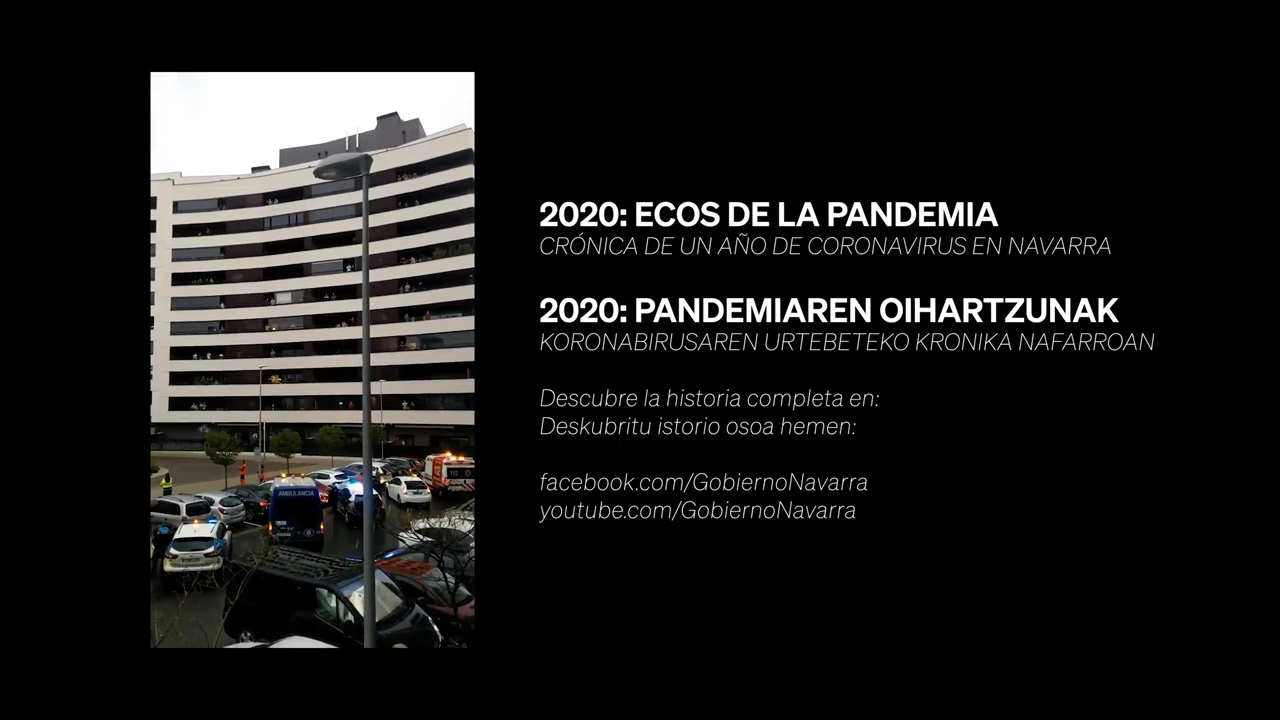 2020: ECOS DE LA PANDEMIA
CRÓNICA DE UN AÑO DE CORONAVIRUS EN NAVARRA
2020: PANDEMIAREN OIHARTZUNAK
KORONABIRUSAREN URTEBETEKO KRONIKA NAFARROAN
Descubre la historia completa en:
Deskubritu istorio osoa hemen:
facebook.com/GobiernoNavarra
youtube.com/GobiernoNavarra
112
AMBULANCIA